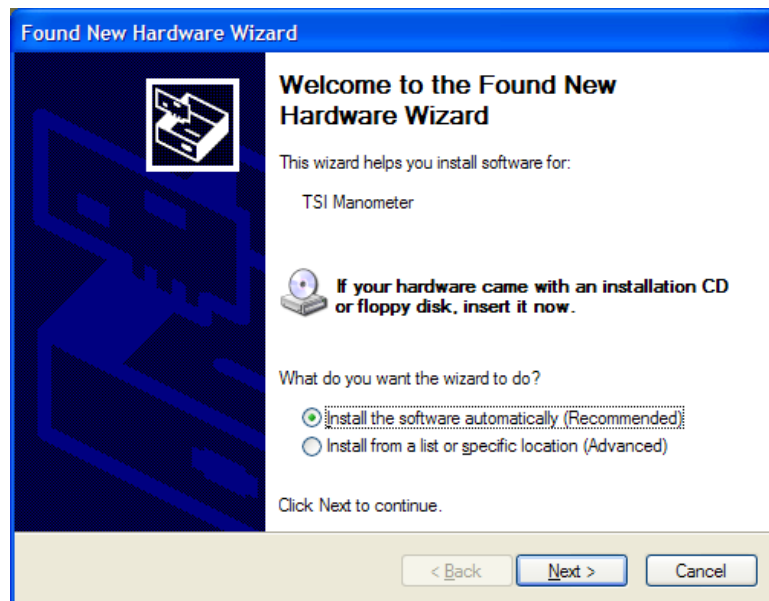 Found New Hardware Wizard
Welcome to the Found New
Hardware Wizard
This wizard helps you install software for:
TSI Manometer
If your hardware came with an installation CD
or floppy disk, insert it now.
What do you want the wizard to do?
Install the software automatically (Recommended)
Install from a list or specific location (Advanced)
Click Next to continue.
< Back Next > Cancel